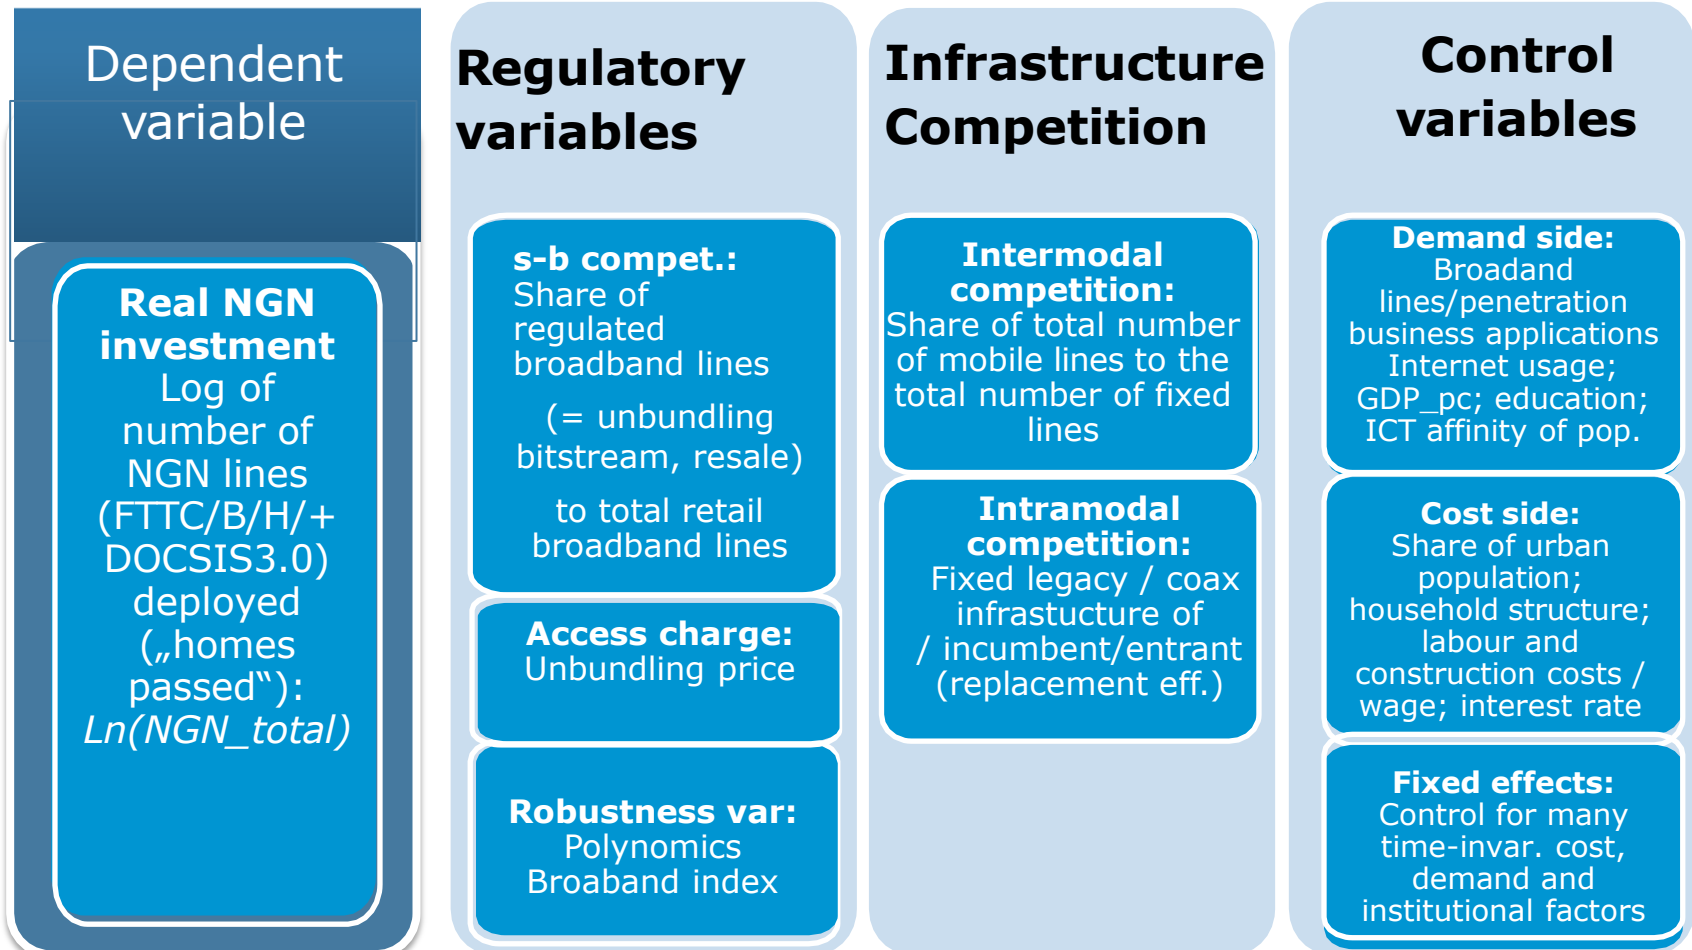 Dependent
variable
Real NGN
investment
Log of
number of
NGN lines
(FTTC/B/H/+
DOCSIS3.0)
deployed
(„homes
passed“):
Ln(NGN_total)
Regulatory
variables
s–b compet.:
Share of
regulated
broadband lines
(= unbundling
bitstream, resale)
to total retail
broadband lines
Access charge:
Unbundling price
Robustness var:
Polynomics
Broaband index
Infrastructure
Competition
Intermodal
competition:
Share of total number
of mobile lines to the
total number of fixed
lines
Intramodal
competition:
Fixed legacy / coax
infrastucture of
/ incumbent/entrant
(replacement eff.)
Control
variables
Demand side:
Broadand
lines/penetration
business applications
Internet usage;
GDP_pc; education;
ICT affinity of pop.
Cost side:
Share of urban
population;
household structure;
labour and
construction costs /
wage; interest rate
Fixed effects:
Control for many
time-invar. cost,
demand and
institutional factors